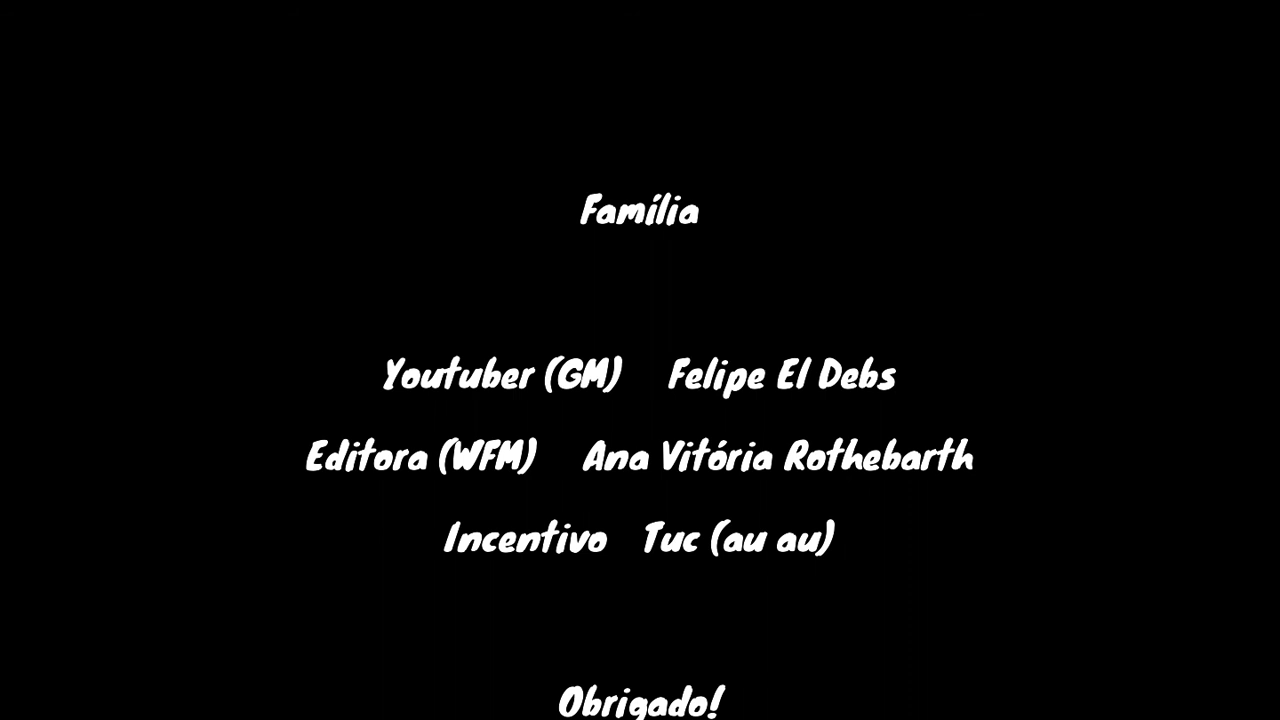 Família
Youtuber (GM) Felipe El Debs
Editora (WFM) Ana Vitória Rothebarth
Incentivo Tuc (au au)
Obrigado!